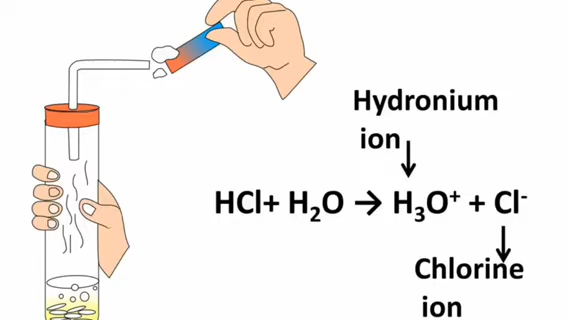 Hydronium
ion
HCl+ H₂O → H₃O⁺ + Cl⁻
Chlorine
ion